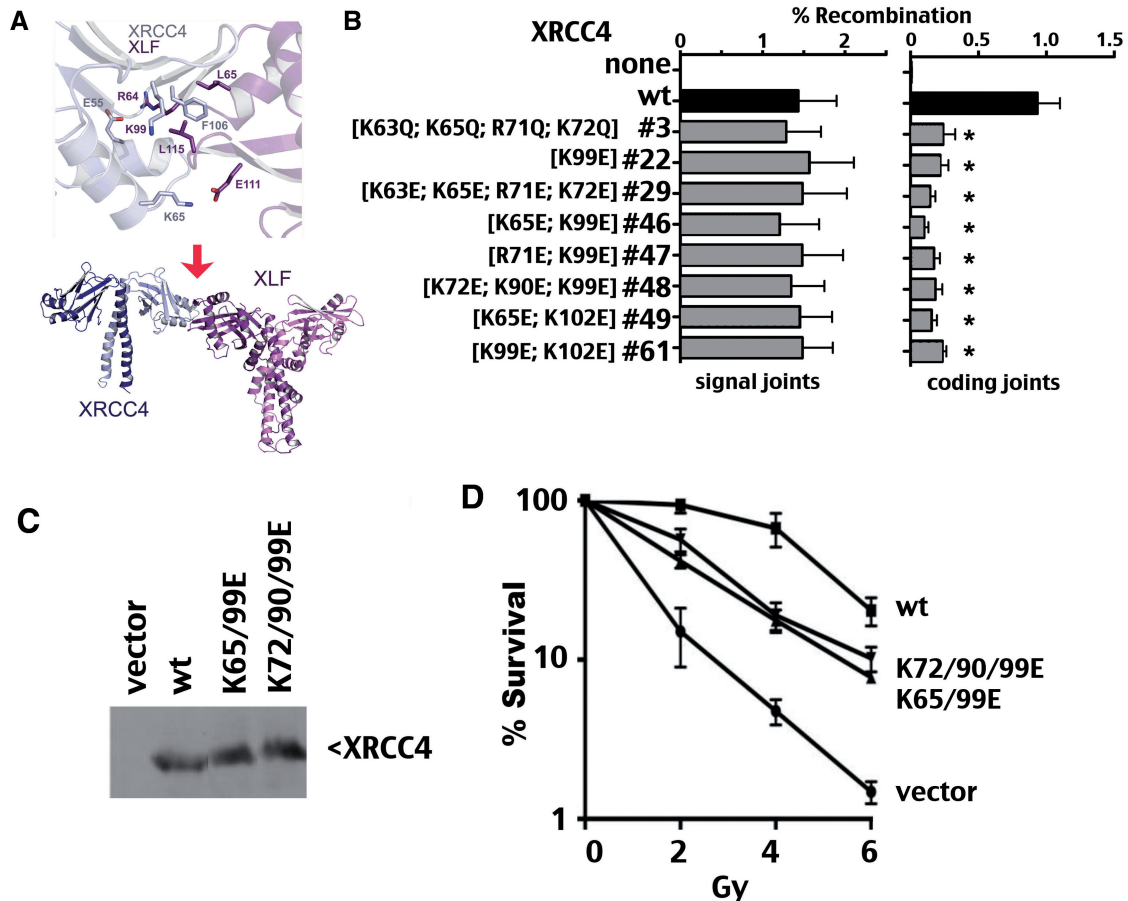 A
XRCC4
XLF
L65
R64
E55
K99
F106
L115
E111
K65
XLF
XRCC4
B
% Recombination
XRCC4
0 1 2
0 0.5 1.0 1.5
none
wt
[K63Q; K65Q; R71Q; K72Q] #3 *
[K99E] #22 *
[K63E; K65E; R71E; K72E] #29 *
[K65E; K99E] #46 *
[R71E; K99E] #47 *
[K72E; K90E; K99E] #48 *
[K65E; K102E] #49 *
[K99E; K102E] #61 *
signal joints
coding joints
C
vector
wt
K65/99E
K72/90/99E
<XRCC4
D
% Survival
100
10
1
0 2 4 6
Gy
wt
K72/90/99E
K65/99E
vector